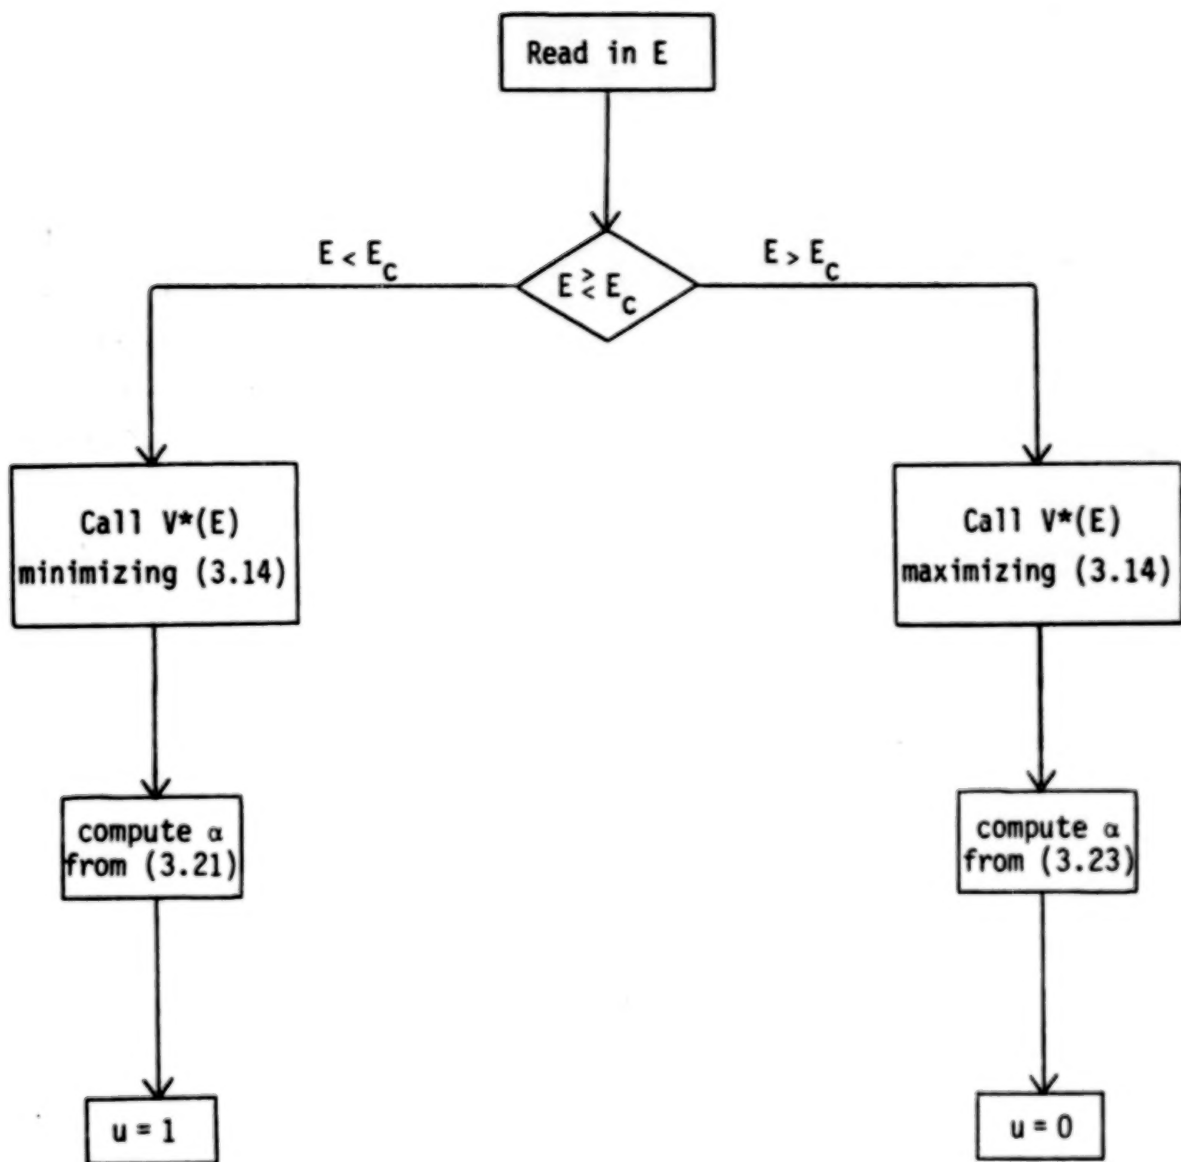 Read in E
E < E_c
E > E_c
E ≷ E_c
Call V*(E)
minimizing (3.14)
Call V*(E)
maximizing (3.14)
compute α
from (3.21)
compute α
from (3.23)
u = 1
u = 0